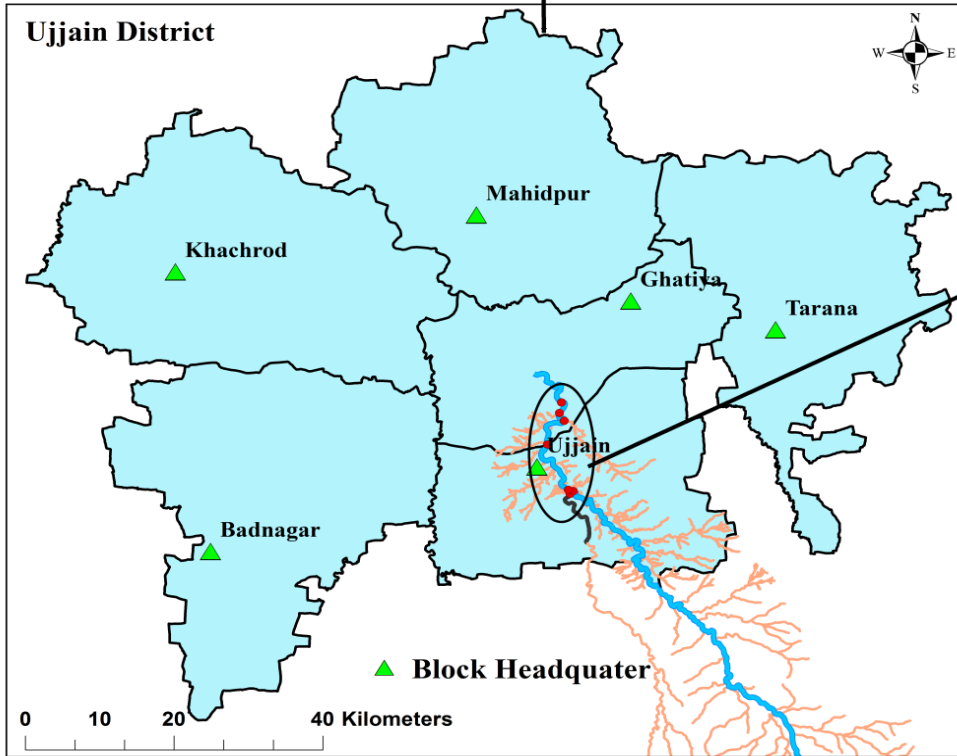 Ujjain District
N
W E
S
Mahidpur
Khachrod
Ghatiya
Tarana
Ujjain
Badnagar
Block Headquater
0 10 20 40 Kilometers